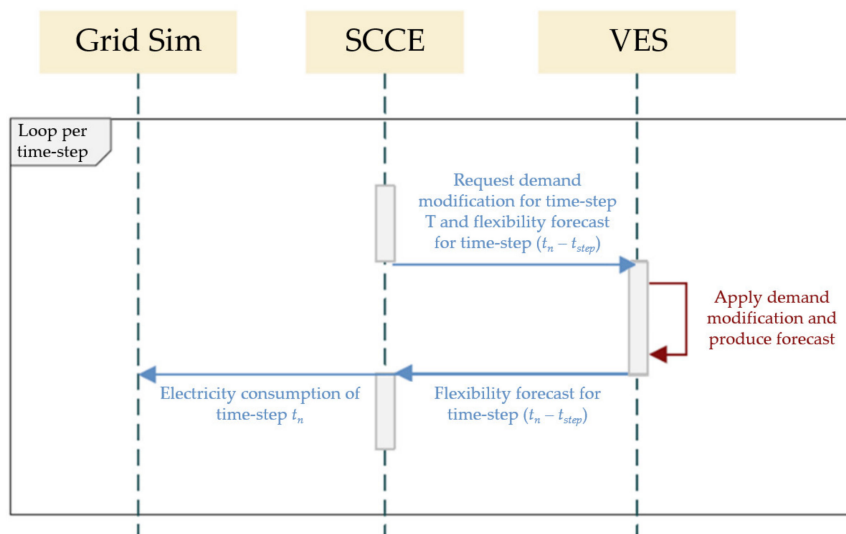 Grid Sim
SCCE
VES
Loop per
time-step
Request demand
modification for time-step
T and flexibility forecast
for time-step (tₙ − t_step)
Apply demand
modification and
produce forecast
Electricity consumption of
time-step tₙ
Flexibility forecast for
time-step (tₙ − t_step)